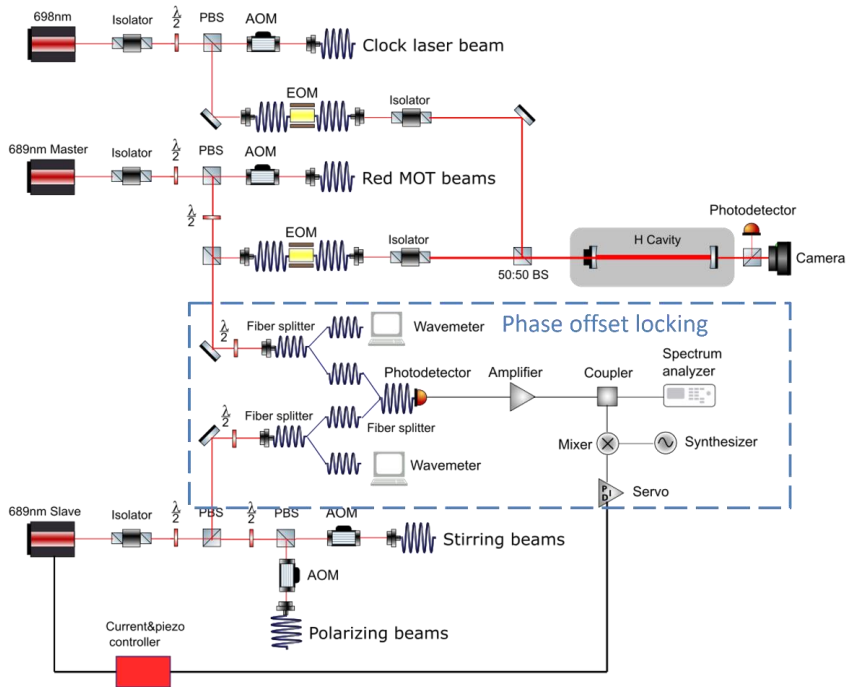 698nm
Isolator
λ/2
PBS
AOM
Clock laser beam
EOM
Isolator
689nm Master
Isolator
λ/2
PBS
AOM
Red MOT beams
λ/2
EOM
Isolator
50:50 BS
H Cavity
Photodetector
Camera
Phase offset locking
λ/2
Fiber splitter
Wavemeter
Photodetector
Amplifier
Coupler
Spectrum
analyzer
λ/2
Fiber splitter
Fiber splitter
Wavemeter
Mixer
Synthesizer
P
I
D
Servo
689nm Slave
Isolator
λ/2
PBS
λ/2
PBS
AOM
Stirring beams
AOM
Polarizing beams
Current&piezo
controller